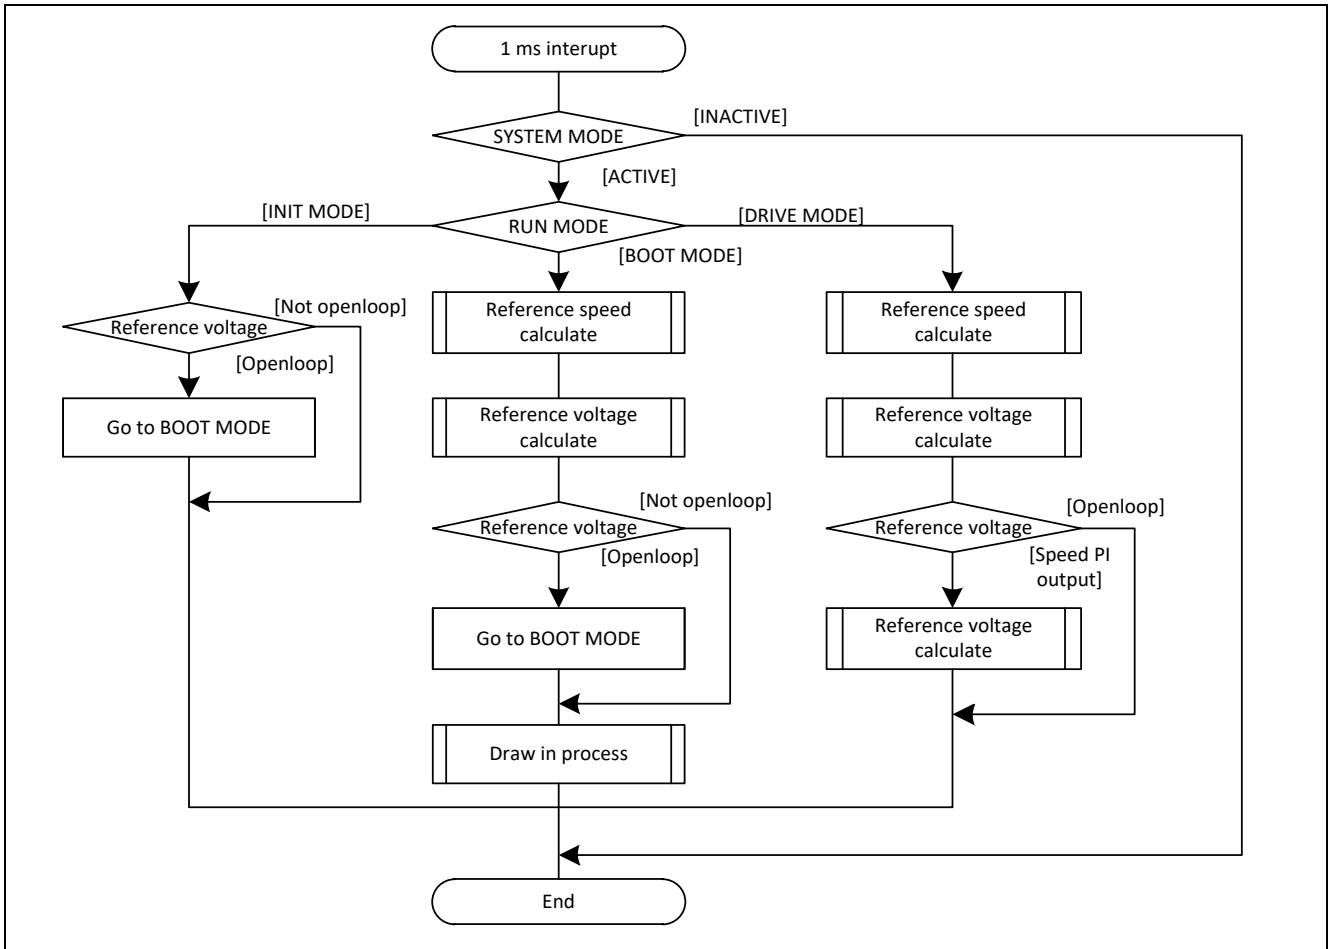 1 ms interupt
SYSTEM MODE
[INACTIVE]
[ACTIVE]
RUN MODE
[INIT MODE]
[DRIVE MODE]
[BOOT MODE]
Reference voltage
[Not openloop]
[Openloop]
Go to BOOT MODE
Reference speed
calculate
Reference voltage
calculate
Reference voltage
[Not openloop]
[Openloop]
Go to BOOT MODE
Draw in process
Reference speed
calculate
Reference voltage
calculate
Reference voltage
[Openloop]
[Speed PI
output]
Reference voltage
calculate
End